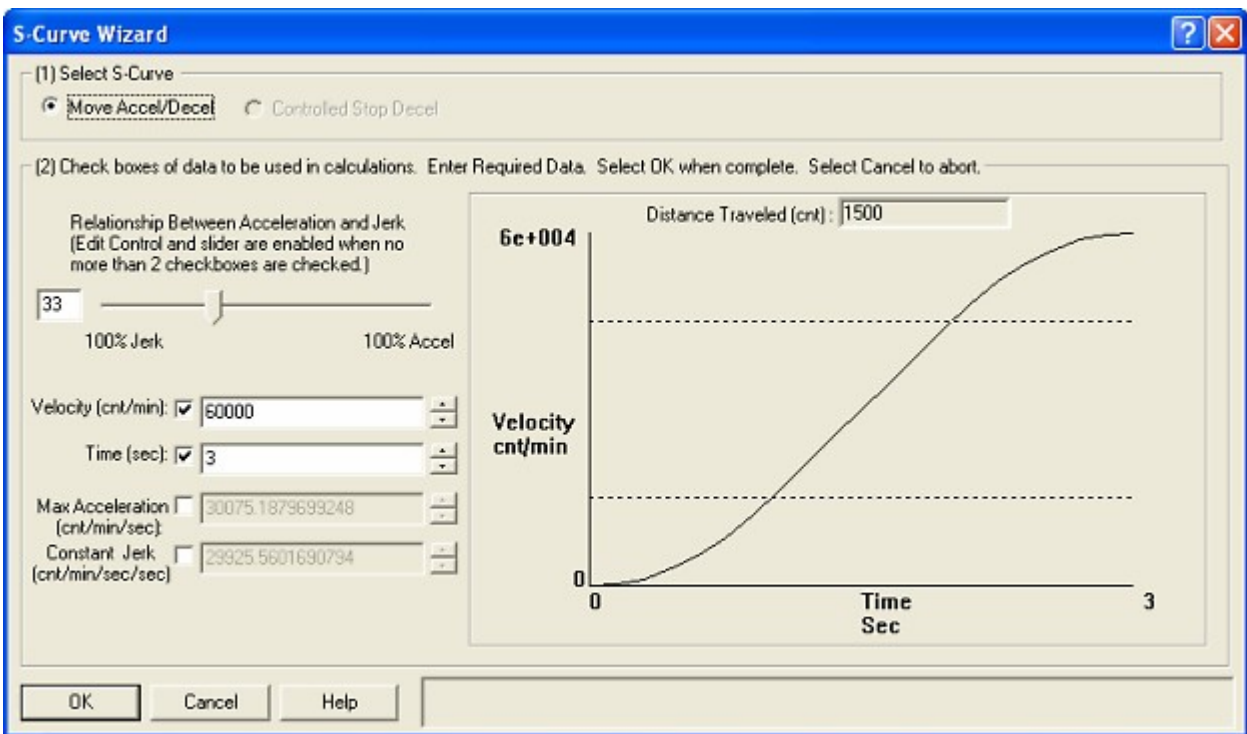 S-Curve Wizard
(1) Select S-Curve
Move Accel/Decel Controlled Stop Decel
(2) Check boxes of data to be used in calculations. Enter Required Data. Select OK when complete. Select Cancel to abort.
Relationship Between Acceleration and Jerk
(Edit Control and slider are enabled when no
more than 2 checkboxes are checked.)
33
100% Jerk 100% Accel
Velocity (cnt/min): 60000
Time (sec): 3
Max Acceleration 30075.1879699248
(cnt/min/sec):
Constant Jerk 29925.5601690794
(cnt/min/sec/sec)
Distance Traveled (cnt) : 1500
6e+004
Velocity
cnt/min
0
0 Time 3
Sec
OK Cancel Help